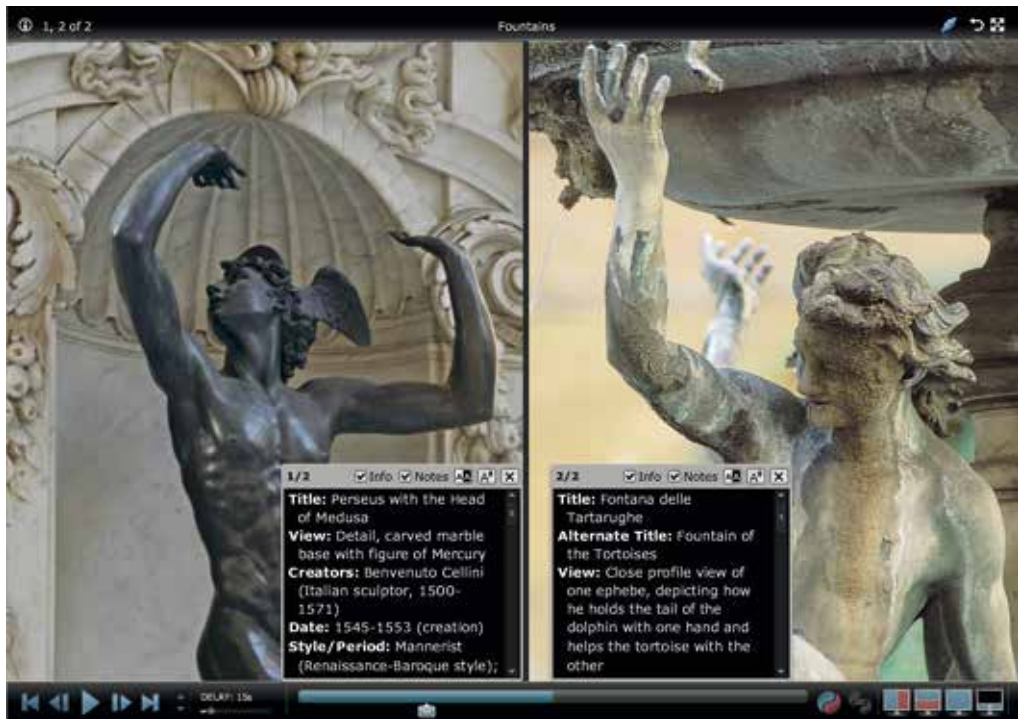 1, 2 of 2
Fountains
1/2 Info Notes
Title: Perseus with the Head
of Medusa
View: Detail, carved marble
base with figure of Mercury
Creators: Benvenuto Cellini
(Italian sculptor, 1500-
1571)
Date: 1545-1553 (creation)
Style/Period: Mannerist
(Renaissance-Baroque style);
2/2 Info Notes
Title: Fontana delle
Tartarughe
Alternate Title: Fountain of
the Tortoises
View: Close profile view of
one ephebe, depicting how
he holds the tail of the
dolphin with one hand and
helps the tortoise with the
other
DELAY: 15s